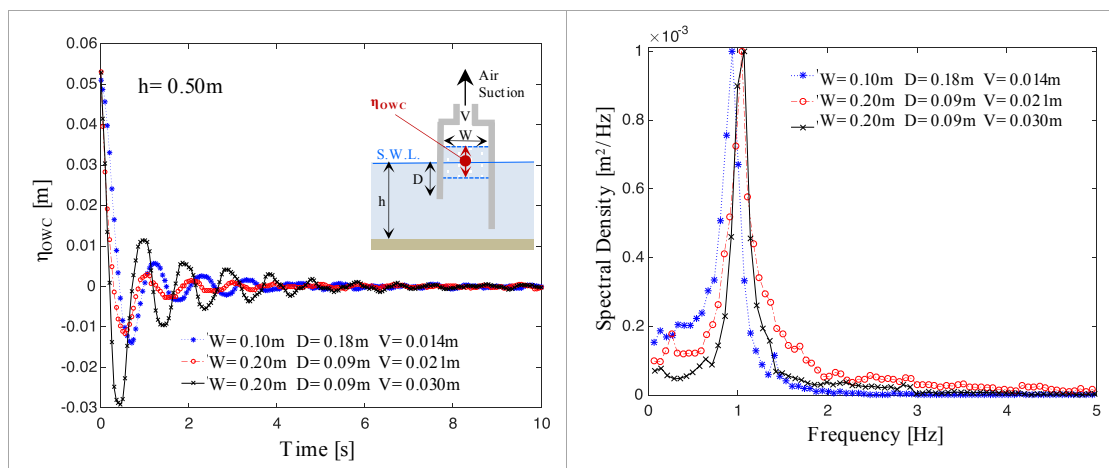 0.06
0.05
0.04
0.03
0.02
0.01
0
-0.01
-0.02
-0.03
η_OWC [m]
h= 0.50m
Air
Suction
η_OWC
V
W
S.W.L.
D
h
'W= 0.10m D= 0.18m V= 0.014m
'W= 0.20m D= 0.09m V= 0.021m
'W= 0.20m D= 0.09m V= 0.030m
0 2 4 6 8 10
Time [s]
×10⁻³
1
0.8
0.6
0.4
0.2
0
Spectral Density [m²/Hz]
'W= 0.10m D= 0.18m V= 0.014m
'W= 0.20m D= 0.09m V= 0.021m
'W= 0.20m D= 0.09m V= 0.030m
0 1 2 3 4 5
Frequency [Hz]